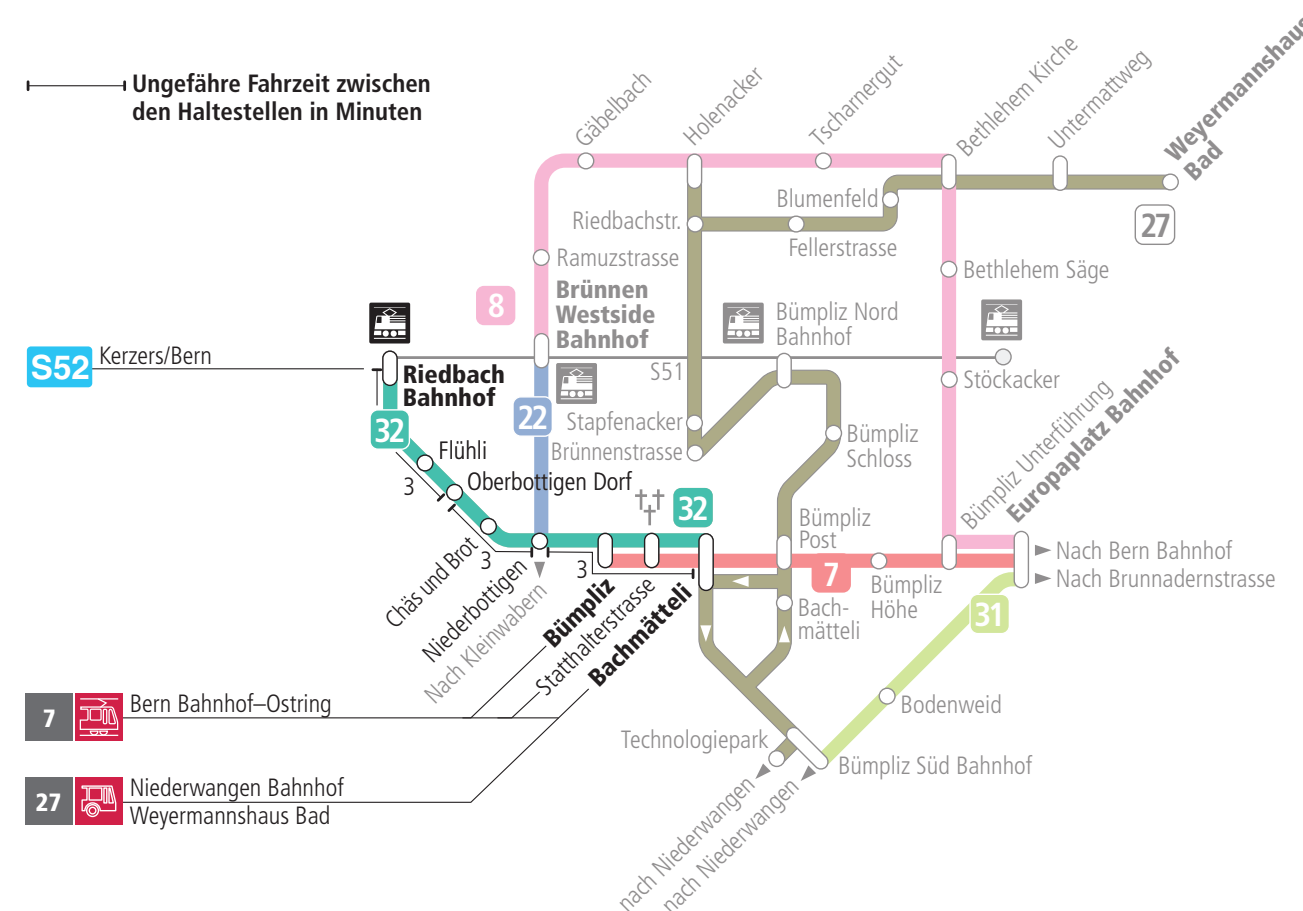 Ungefähre Fahrzeit zwischen
den Haltestellen in Minuten
Gäbelbach
Holenacker
Tscharnergut
Bethlehem Kirche
Untermattweg
Weyermannshaus
Bad
27
Blumenfeld
Riedbachstr.
Fellerstrasse
Ramuzstrasse
Bethlehem Säge
8
Brünnen
Westside
Bahnhof
Bümpliz Nord
Bahnhof
S52
Kerzers/Bern
Riedbach
Bahnhof
S51
Stöckacker
32
22
Stapfenacker
Brünnenstrasse
Bümpliz
Schloss
Bümpliz Unterführung
Europaplatz Bahnhof
Flühli
3
Oberbottigen Dorf
32
Chäs und Brot
3
Niederbottigen
Nach Kleinwabern
3
Bümpliz
Statthalterstrasse
Bachmätteli
Bümpliz
Post
7
Bümpliz
Höhe
Nach Bern Bahnhof
Nach Brunnadernstrasse
Bach-
mätteli
31
7
Bern Bahnhof–Ostring
Bodenweid
Technologiepark
Bümpliz Süd Bahnhof
27
Niederwangen Bahnhof
Weyermannshaus Bad
nach Niederwangen
nach Niederwangen